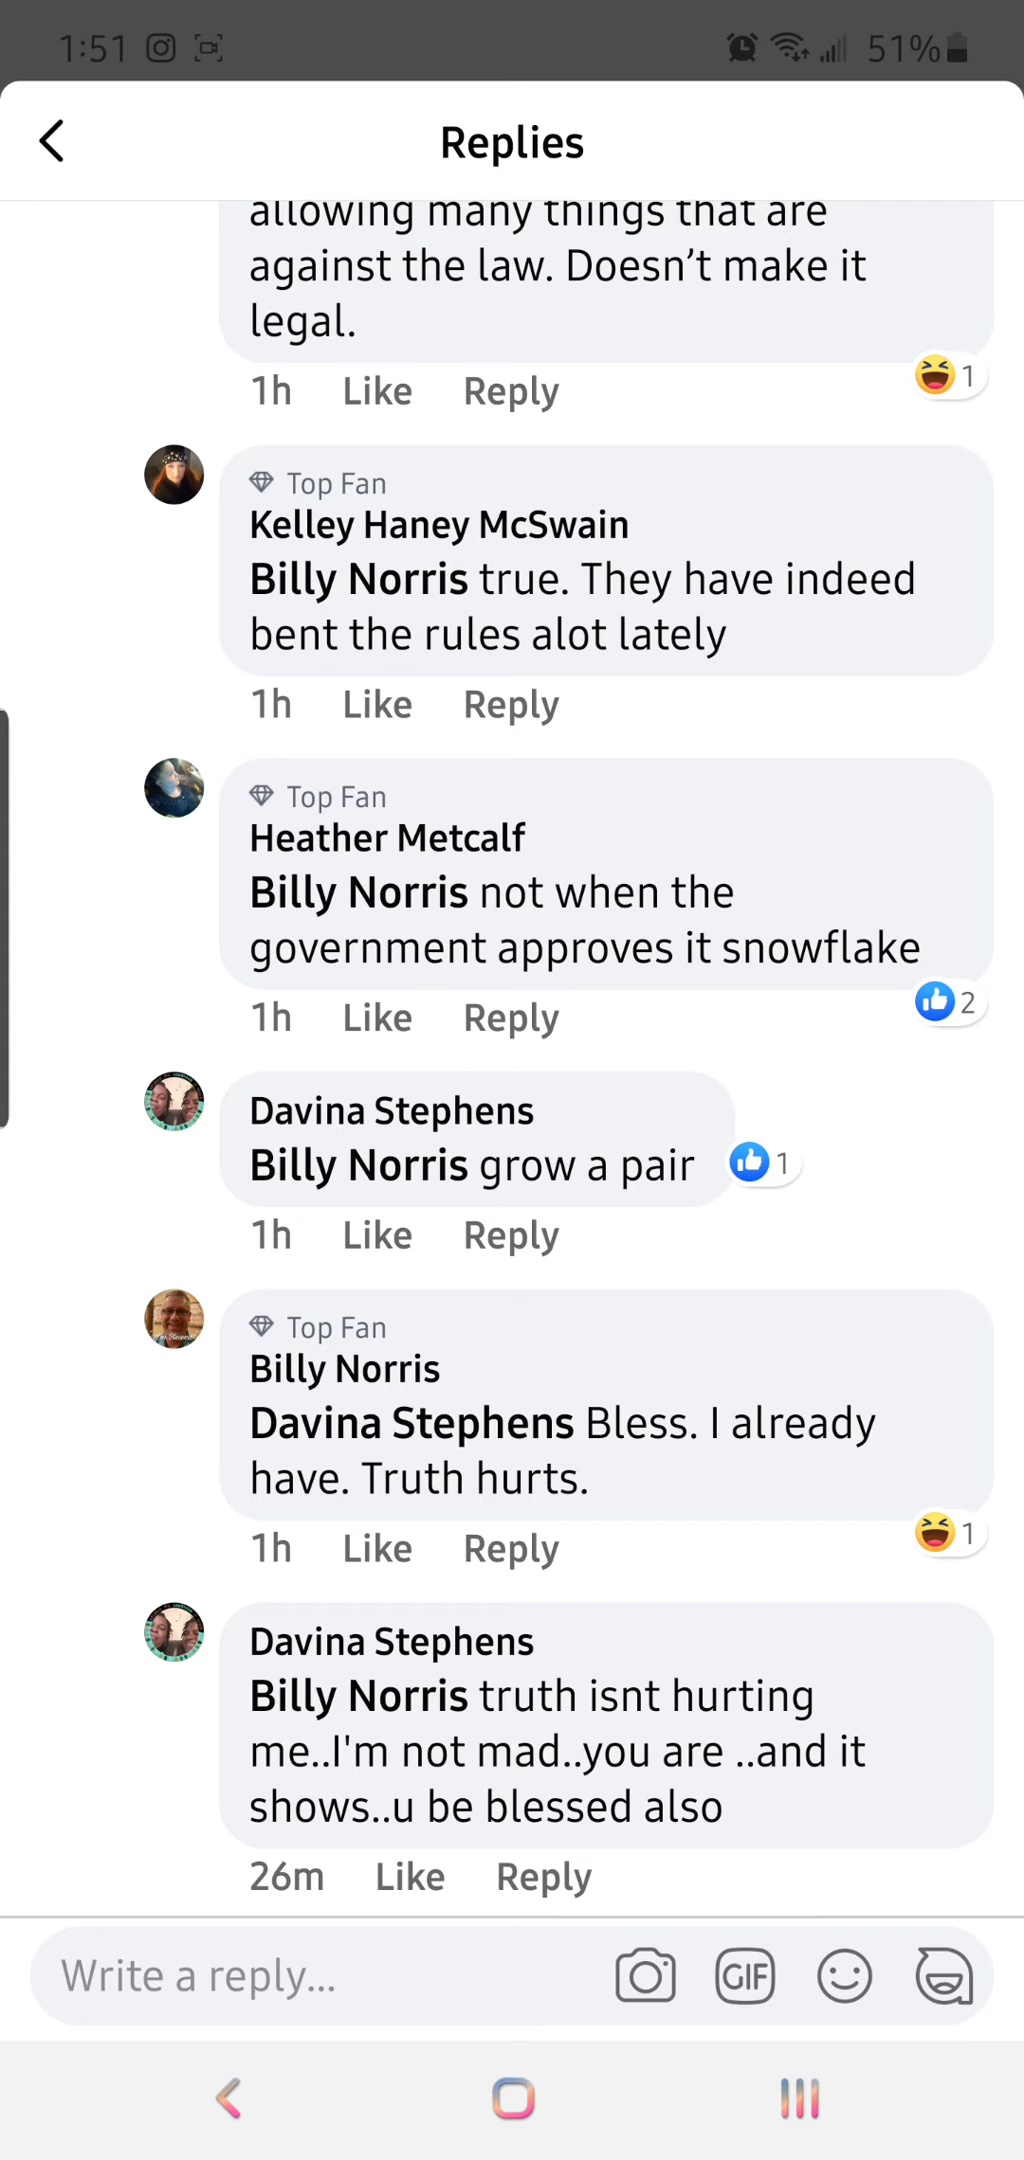 1:51
51%
Replies
allowing many things that are
against the law. Doesn’t make it
legal.
1h Like Reply
1
Top Fan
Kelley Haney McSwain
Billy Norris true. They have indeed
bent the rules alot lately
1h Like Reply
Top Fan
Heather Metcalf
Billy Norris not when the
government approves it snowflake
1h Like Reply
2
Davina Stephens
Billy Norris grow a pair
1
1h Like Reply
Top Fan
Billy Norris
Davina Stephens Bless. I already
have. Truth hurts.
1h Like Reply
1
Davina Stephens
Billy Norris truth isnt hurting
me..I'm not mad..you are ..and it
shows..u be blessed also
26m Like Reply
Write a reply...
GIF